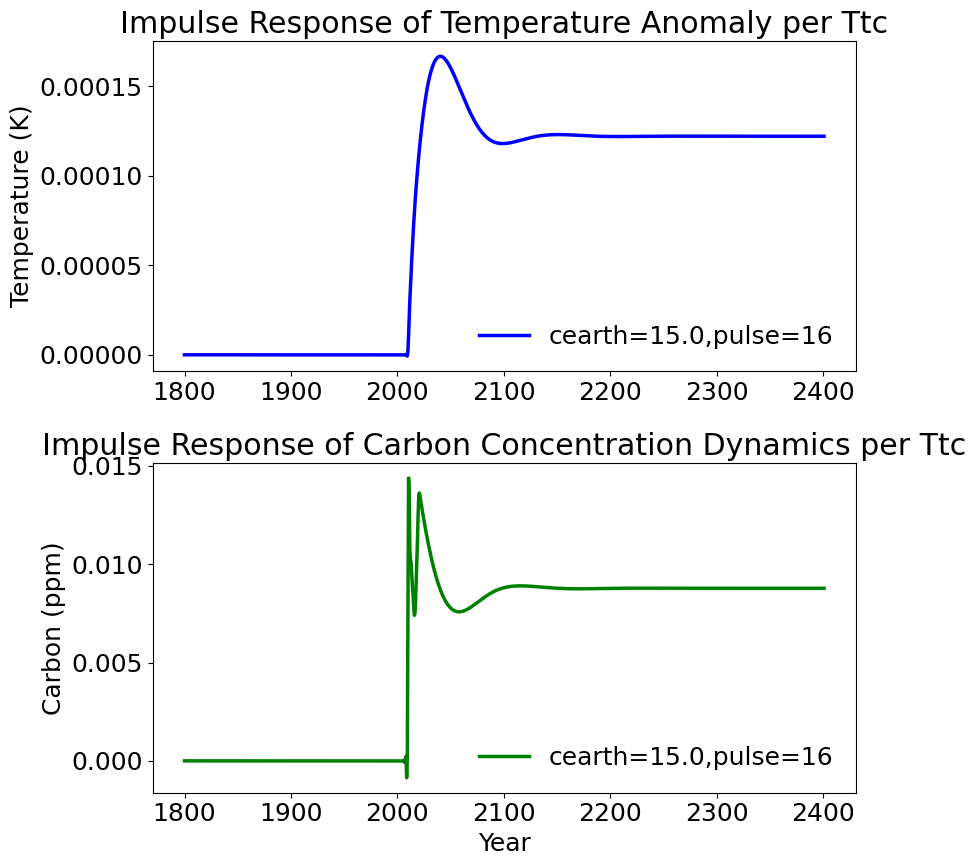 Impulse Response of Temperature Anomaly per Ttc
Temperature (K)
0.00015
0.00010
0.00005
0.00000
cearth=15.0,pulse=16
1800 1900 2000 2100 2200 2300 2400
Impulse Response of Carbon Concentration Dynamics per Ttc
Carbon (ppm)
0.015
0.010
0.005
0.000
cearth=15.0,pulse=16
1800 1900 2000 2100 2200 2300 2400
Year